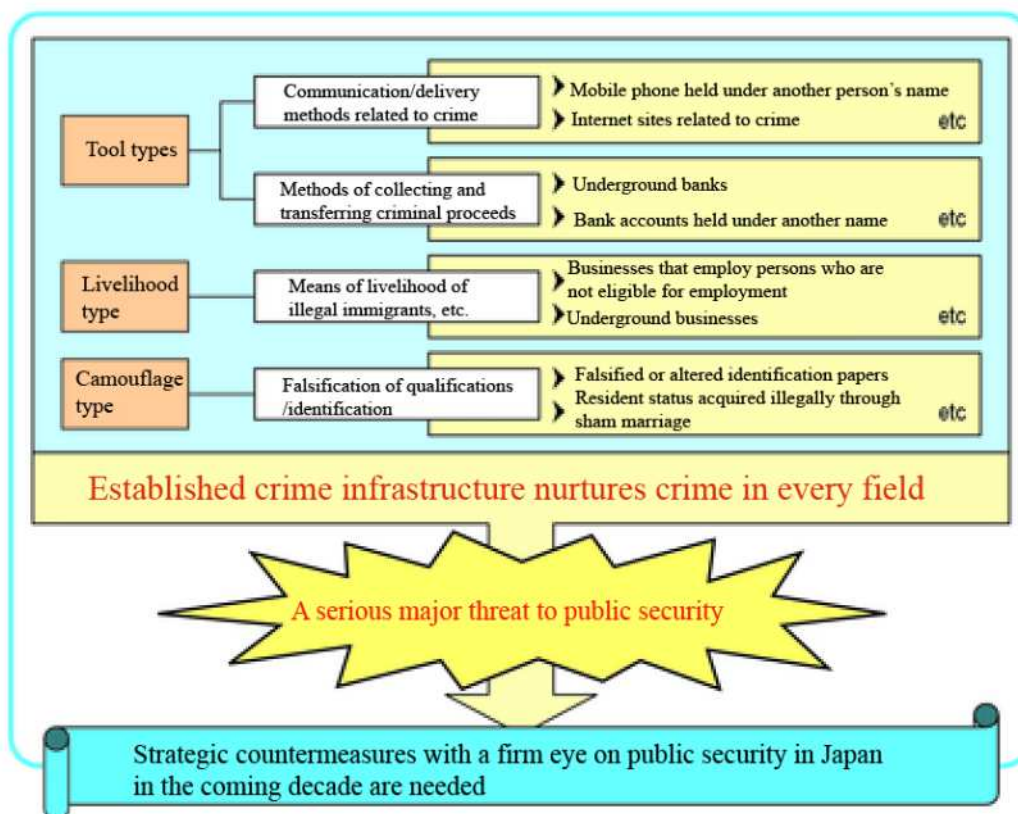 Tool types
Communication/delivery
methods related to crime
Mobile phone held under another person’s name
Internet sites related to crime
etc
Methods of collecting and
transferring criminal proceeds
Underground banks
Bank accounts held under another name
etc
Livelihood
type
Means of livelihood of
illegal immigrants, etc.
Businesses that employ persons who are
not eligible for employment
Underground businesses
etc
Camouflage
type
Falsification of qualifications
/identification
Falsified or altered identification papers
Resident status acquired illegally through
sham marriage
etc
Established crime infrastructure nurtures crime in every field
A serious major threat to public security
Strategic countermeasures with a firm eye on public security in Japan
in the coming decade are needed